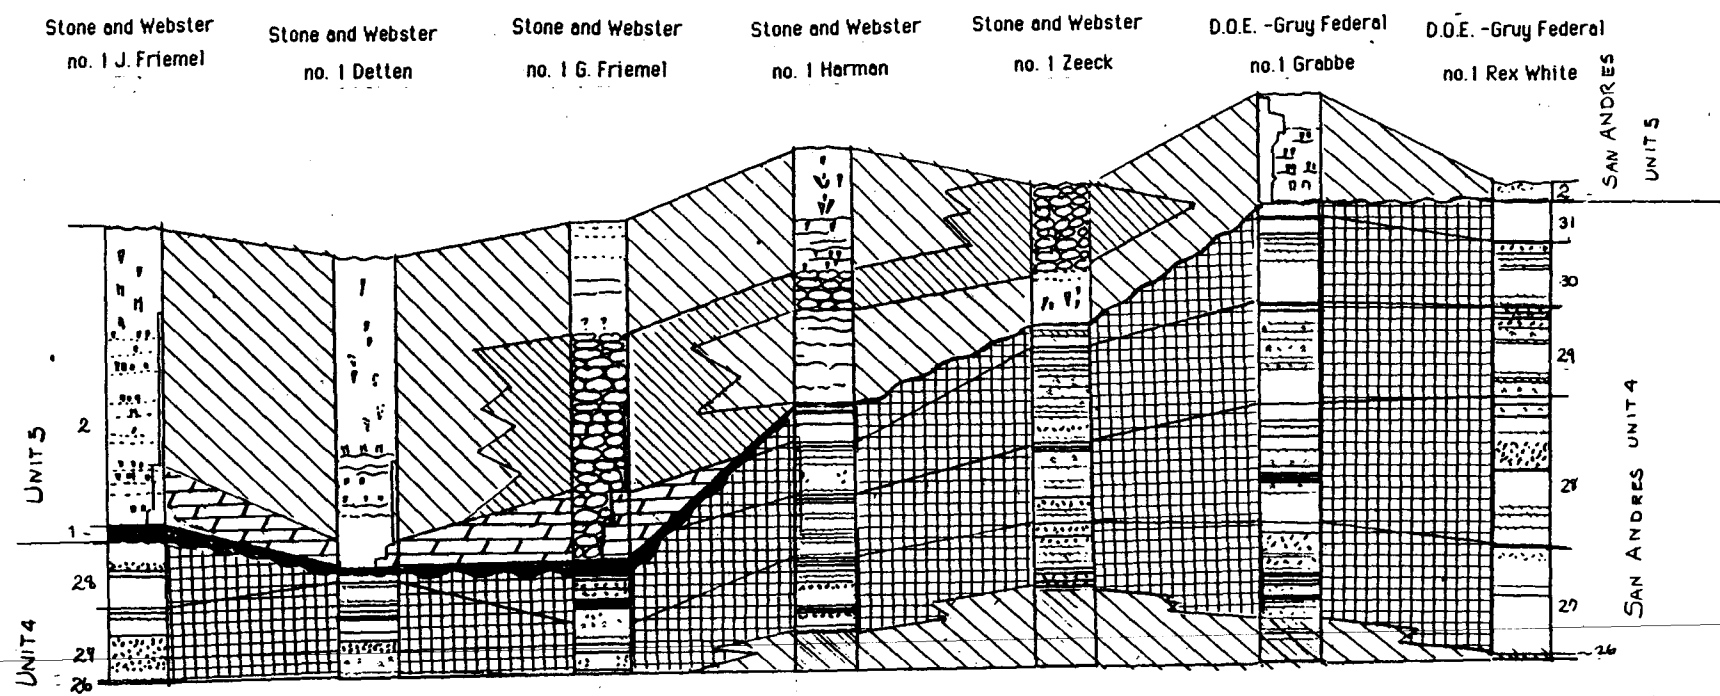 Stone and Webster
no. 1 J. Friemel
Stone and Webster
no. 1 Detten
Stone and Webster
no. 1 G. Friemel
Stone and Webster
no. 1 Harman
Stone and Webster
no. 1 Zeeck
D.O.E. -Gruy Federal
no.1 Grabbe
D.O.E. -Gruy Federal
no.1 Rex White
SAN ANDRES
UNIT 5
2
31
30
29
28
27
26
SAN ANDRES UNIT 4
UNIT 5
2
1
UNIT 4
28
27
26